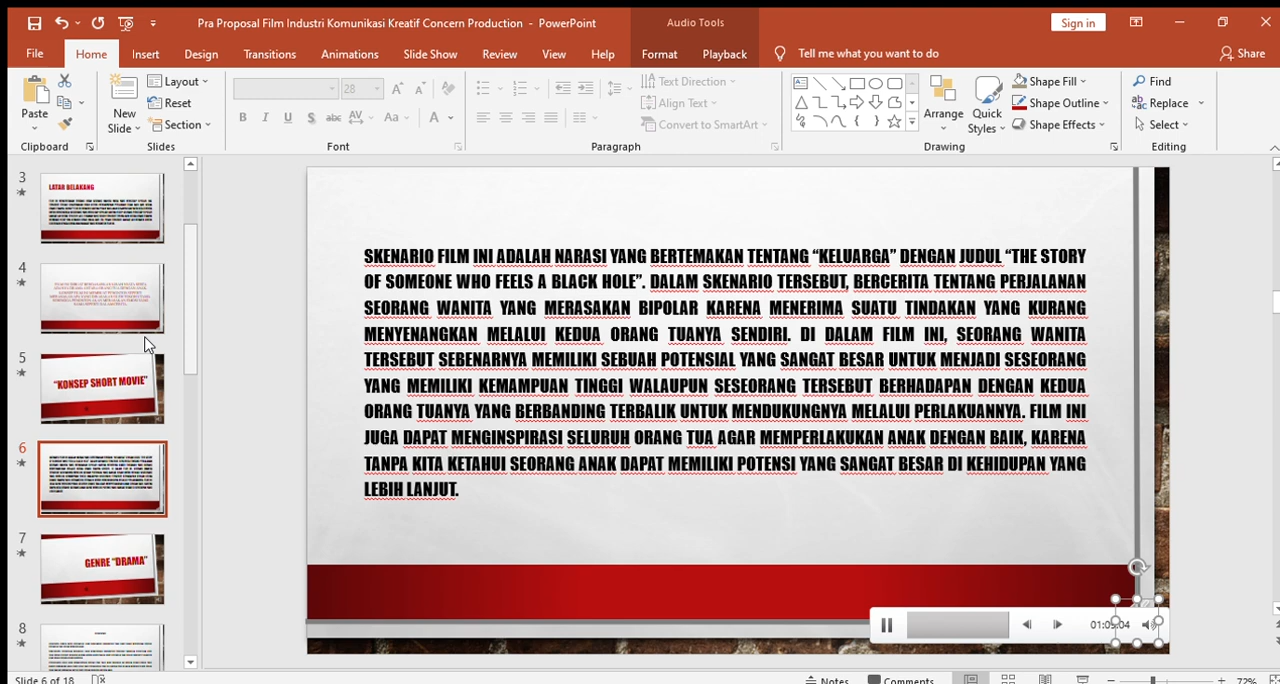 Pra Proposal Film Industri Komunikasi Kreatif Concern Production - PowerPoint
Audio Tools
Sign in
File Home Insert Design Transitions Animations Slide Show Review View Help Format Playback Tell me what you want to do Share
Paste
New Slide
Layout
Reset
Section
28
B I U S abc AV Aa A
Text Direction
Align Text
Convert to SmartArt
Arrange
Quick Styles
Shape Fill
Shape Outline
Shape Effects
Find
Replace
Select
Clipboard Slides Font Paragraph Drawing Editing
3
LATAR BELAKANG
4
5
"KONSEP SHORT MOVIE"
6
7
GENRE "DRAMA"
8
SKENARIO FILM INI ADALAH NARASI YANG BERTEMAKAN TENTANG “KELUARGA” DENGAN JUDUL “THE STORY
OF SOMEONE WHO FEELS A BLACK HOLE”. DALAM SKENARIO TERSEBUT, BERCERITA TENTANG PERJALANAN
SEORANG WANITA YANG MERASAKAN BIPOLAR KARENA MENERIMA SUATU TINDAKAN YANG KURANG
MENYENANGKAN MELALUI KEDUA ORANG TUANYA SENDIRI. DI DALAM FILM INI, SEORANG WANITA
TERSEBUT SEBENARNYA MEMILIKI SEBUAH POTENSIAL YANG SANGAT BESAR UNTUK MENJADI SESEORANG
YANG MEMILIKI KEMAMPUAN TINGGI WALAUPUN SESEORANG TERSEBUT BERHADAPAN DENGAN KEDUA
ORANG TUANYA YANG BERBANDING TERBALIK UNTUK MENDUKUNGNYA MELALUI PERLAKUANNYA. FILM INI
JUGA DAPAT MENGINSPIRASI SELURUH ORANG TUA AGAR MEMPERLAKUKAN ANAK DENGAN BAIK, KARENA
TANPA KITA KETAHUI SEORANG ANAK DAPAT MEMILIKI POTENSI YANG SANGAT BESAR DI KEHIDUPAN YANG
LEBIH LANJUT.
Slide 6 of 18
Notes
Comments
72%